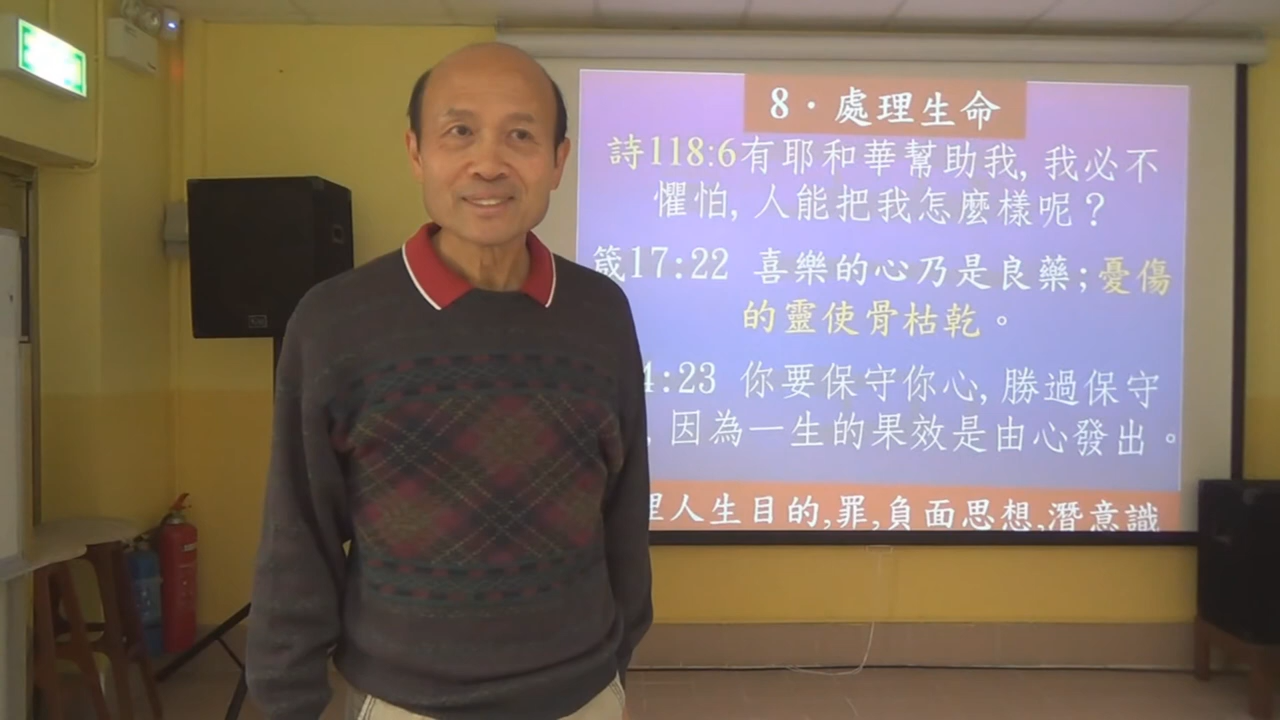 8·處理生命
詩118:6有耶和華幫助我,我必不
懼怕,人能把我怎麼樣呢?
箴17:22 喜樂的心乃是良藥;憂傷
的靈使骨枯乾。
4:23 你要保守你心,勝過保守
,因為一生的果效是由心發出。
理人生目的,罪,負面思想,潛意識